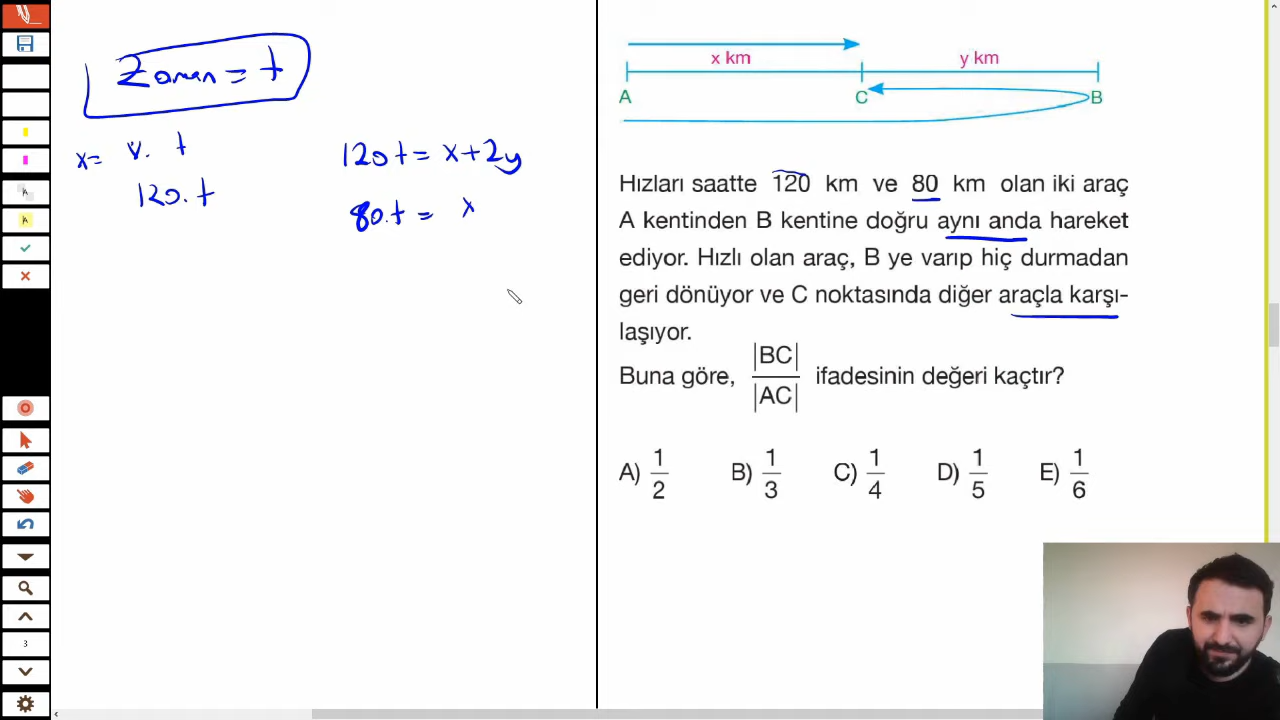 Zaman = t
x = v. t
120. t
120 t = x + 2y
80. t = x
x km
y km
A
C
B
Hızları saatte 120 km ve 80 km olan iki araç
A kentinden B kentine doğru aynı anda hareket
ediyor. Hızlı olan araç, B ye varıp hiç durmadan
geri dönüyor ve C noktasında diğer araçla karşı-
laşıyor.
Buna göre, |BC| / |AC| ifadesinin değeri kaçtır?
A) 1/2 B) 1/3 C) 1/4 D) 1/5 E) 1/6
3